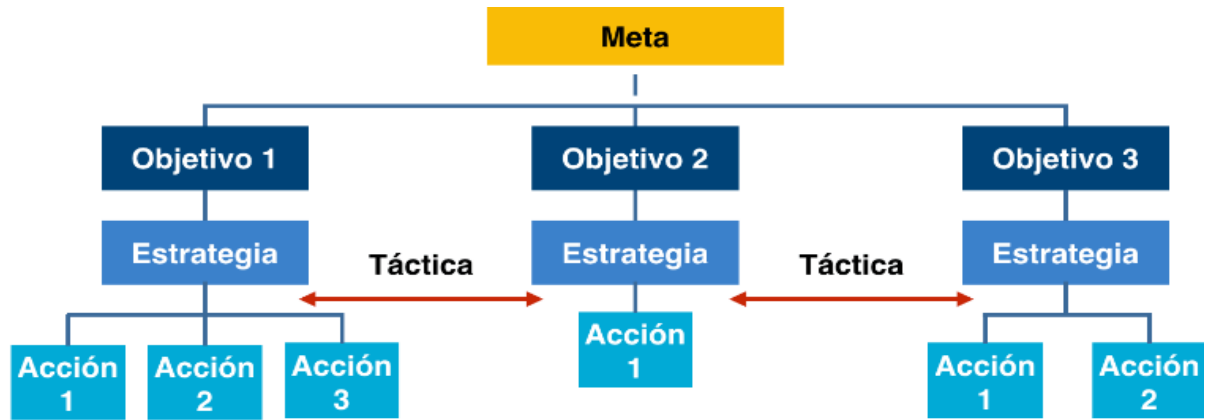 Meta
Objetivo 1
Objetivo 2
Objetivo 3
Estrategia
Estrategia
Estrategia
Táctica
Táctica
Acción
1
Acción
2
Acción
3
Acción
1
Acción
1
Acción
2